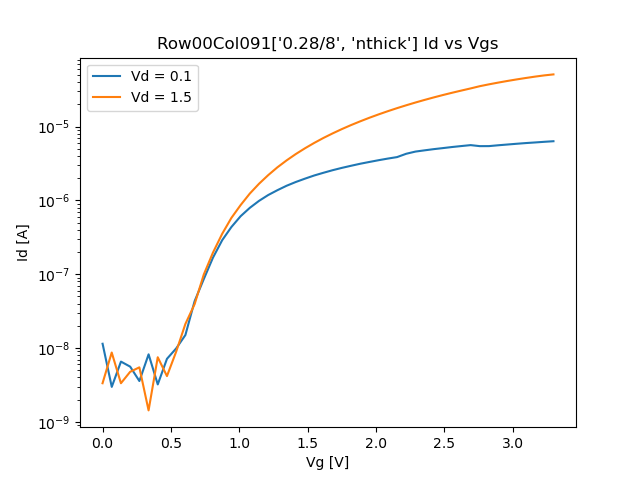 Row00Col091['0.28/8', 'nthick'] Id vs Vgs
Vd = 0.1
Vd = 1.5
Id [A]
10⁻⁵
10⁻⁶
10⁻⁷
10⁻⁸
10⁻⁹
0.0 0.5 1.0 1.5 2.0 2.5 3.0
Vg [V]